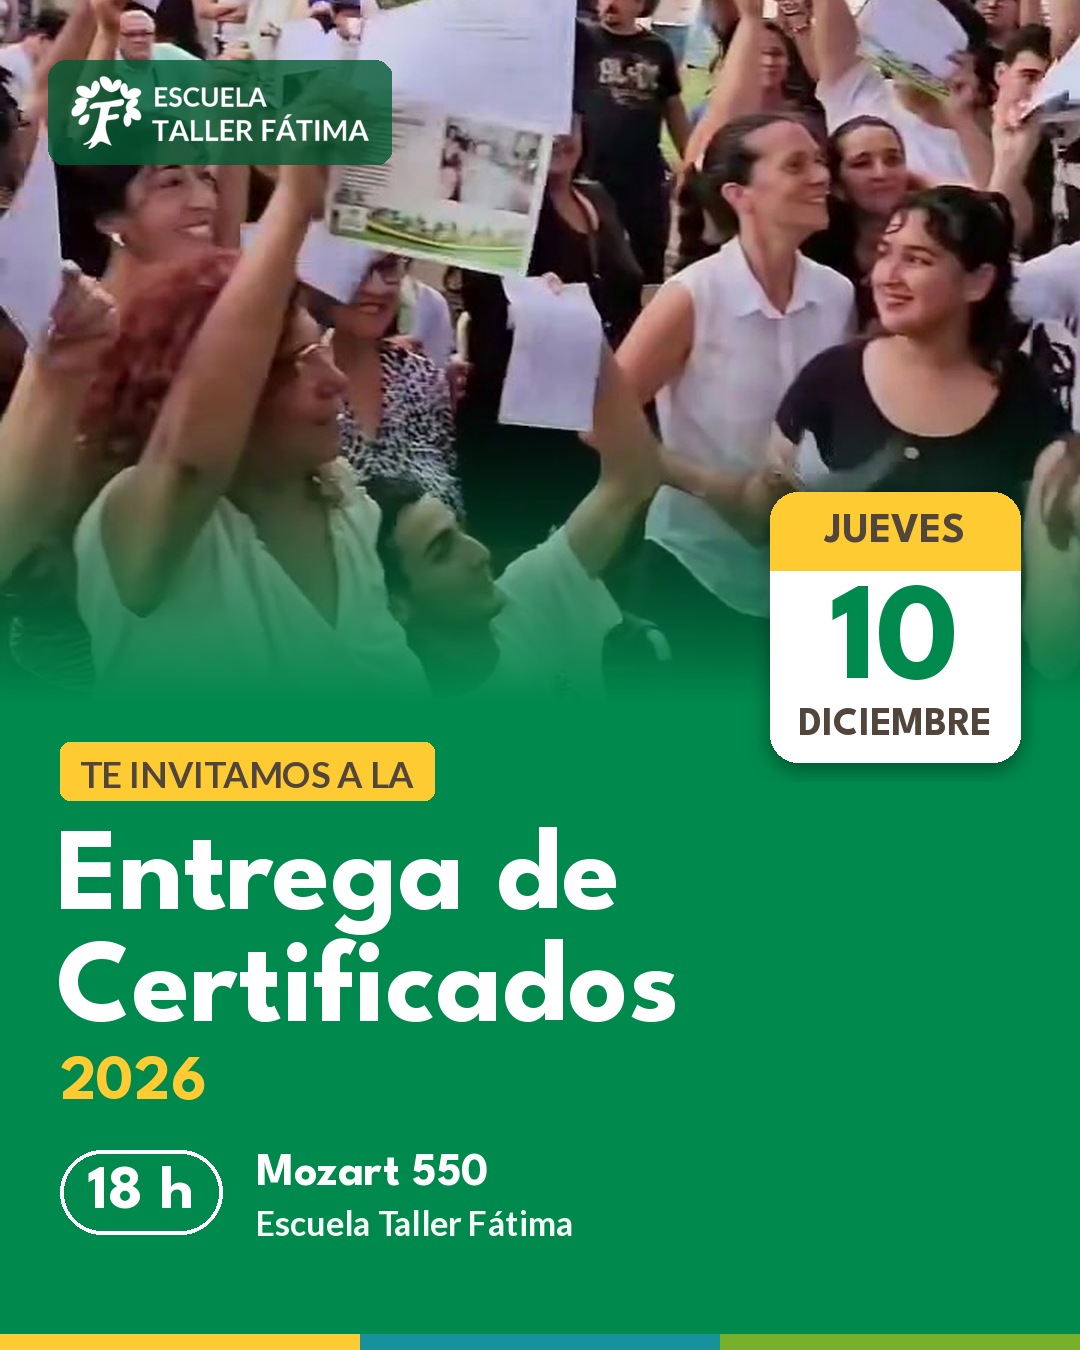 ESCUELA
TALLER FÁTIMA
JUEVES
10
DICIEMBRE
TE INVITAMOS A LA
Entrega de
Certificados
2026
18 h
Mozart 550
Escuela Taller Fátima